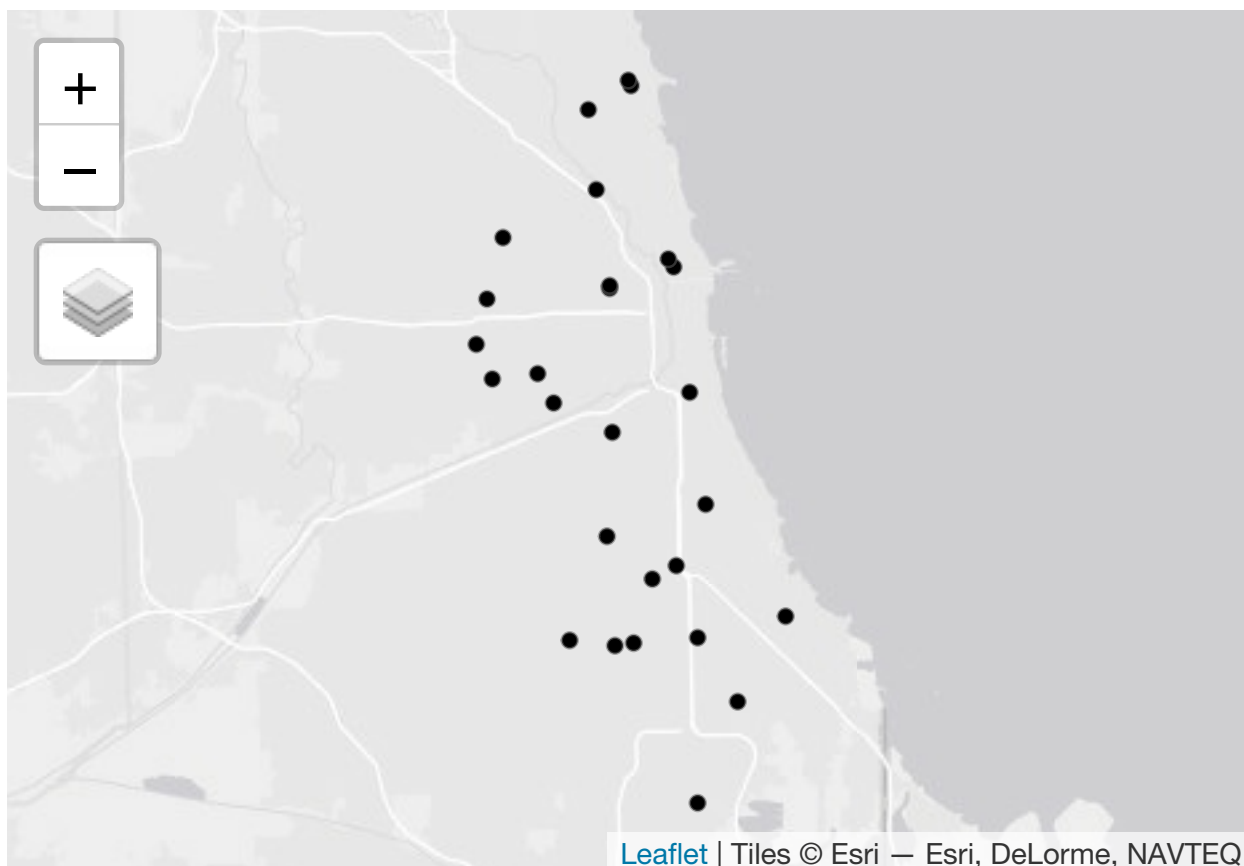 +
−
Leaflet | Tiles © Esri — Esri, DeLorme, NAVTEQ